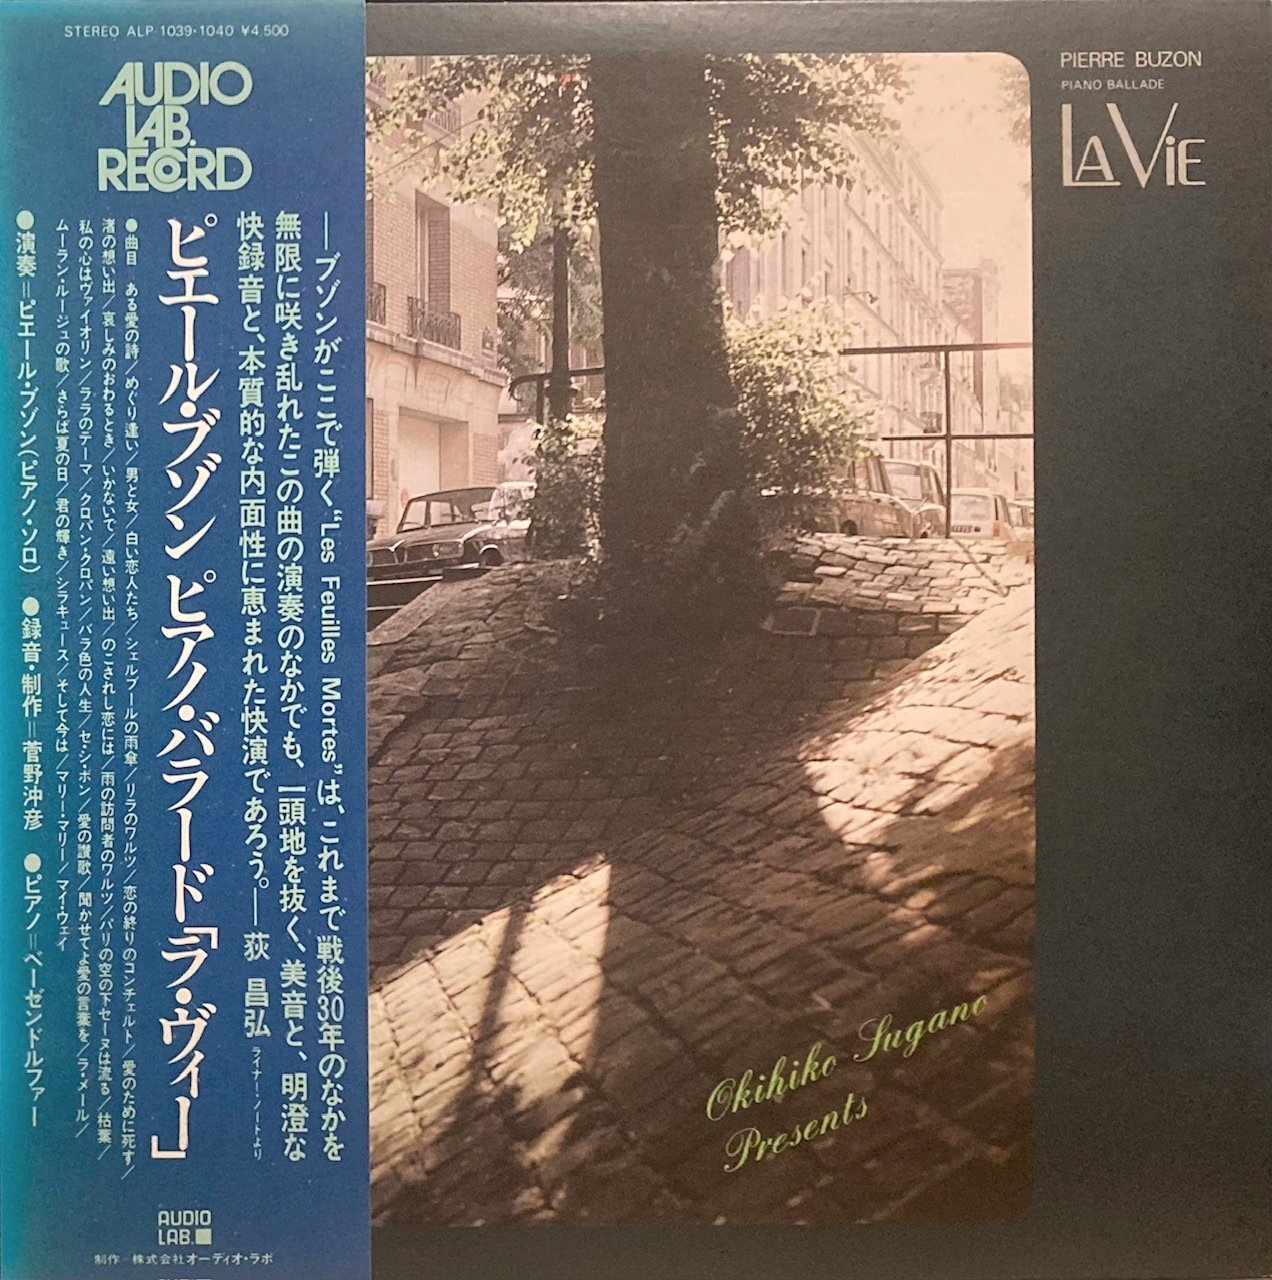 STEREO ALP-1039・1040 ¥4,500
AUDIO
LAB.
RECORD
―ブゾンがここで弾く“Les Feuilles Mortes”は、これまで戦後30年のなかを
無限に咲き乱れたこの曲の演奏のなかでも、一頭地を抜く、美音と、明澄な
快録音と、本質的な内面性に恵まれた快演であろう。―荻 昌弘 ライナー・ノートより
ピエール・ブゾン ピアノ・バラード「ラ・ヴィー」
●曲目＝ある愛の詩／めぐり逢い／男と女／白い恋人たち／シェルブールの雨傘／リラのワルツ／恋の終りのコンチェルト／愛のために死す／
渚の想い出／哀しみのおわるとき／いかないで／遠い想い出／のこされし恋には／雨の訪問者のワルツ／パリの空の下セーヌは流る／枯葉／
私の心はヴァイオリン／ララのテーマ／クロパン・クロパン／バラ色の人生／セ・シ・ボン／愛の讃歌／聞かせてよ愛の言葉を／ラ・メール／
ムーラン・ルージュの歌／さらば夏の日／君の輝き／シラキュース／そして今は／マリー・マリー／マイ・ウェイ
●演奏＝ピエール・ブゾン(ピアノ・ソロ) ●録音・制作＝菅野沖彦 ●ピアノ＝ベーゼンドルファー
AUDIO
LAB.
制作 株式会社オーディオ・ラボ
PIERRE BUZON
PIANO BALLADE
LA VIE
Okihiko Sugano
Presents